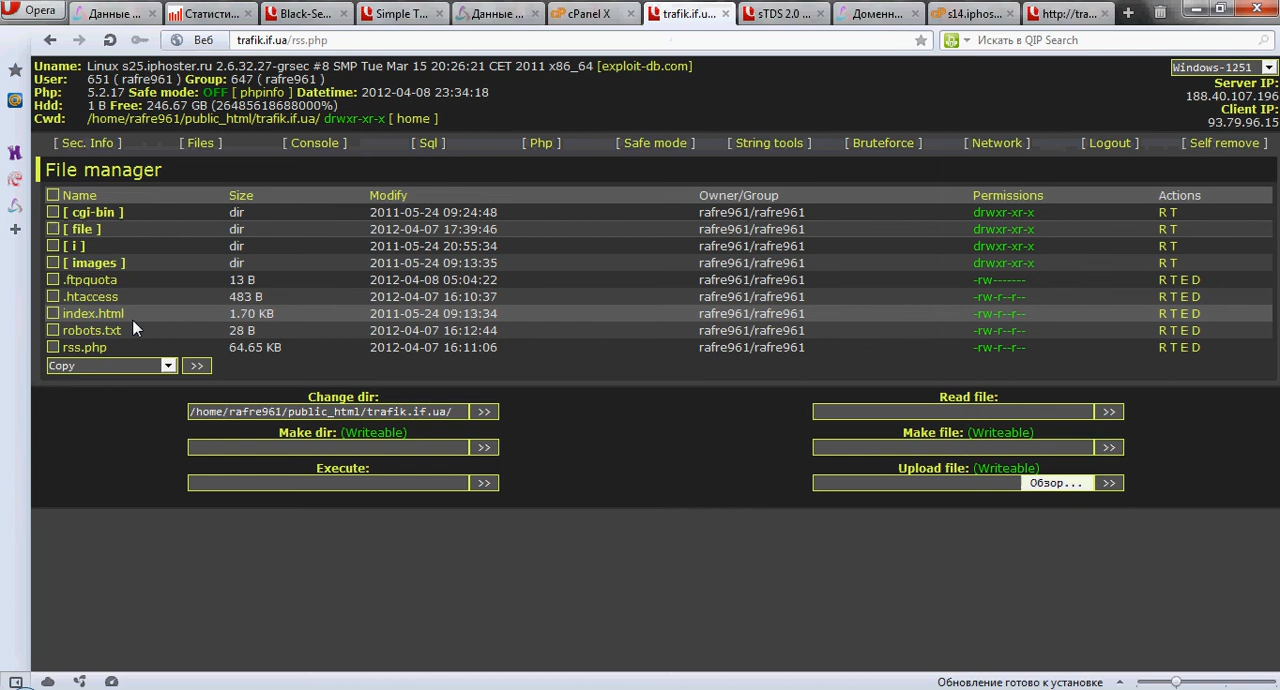 Opera
Данные ...
Статисти...
Black-Se...
Simple T...
Данные ...
cPanel X
trafik.if.u...
sTDS 2.0 ...
Доменн...
s14.iphos...
http://tra...
Веб
trafik.if.ua/rss.php
Искать в QIP Search
Uname: Linux s25.iphoster.ru 2.6.32.27-grsec #8 SMP Tue Mar 15 20:26:21 CET 2011 x86_64 [exploit-db.com]
Windows-1251
User: 651 ( rafre961 ) Group: 647 ( rafre961 )
Server IP:
Php: 5.2.17 Safe mode: OFF [ phpinfo ] Datetime: 2012-04-08 23:34:18
188.40.107.196
Hdd: 1 B Free: 246.67 GB (26485618688000%)
Client IP:
Cwd: /home/rafre961/public_html/trafik.if.ua/ drwxr-xr-x [ home ]
93.79.96.15
[ Sec. Info ] [ Files ] [ Console ] [ Sql ] [ Php ] [ Safe mode ] [ String tools ] [ Bruteforce ] [ Network ] [ Logout ] [ Self remove ]
File manager
Name Size Modify Owner/Group Permissions Actions
[ cgi-bin ] dir 2011-05-24 09:24:48 rafre961/rafre961 drwxr-xr-x R T
[ file ] dir 2012-04-07 17:39:46 rafre961/rafre961 drwxr-xr-x R T
[ i ] dir 2011-05-24 20:55:34 rafre961/rafre961 drwxr-xr-x R T
[ images ] dir 2011-05-24 09:13:35 rafre961/rafre961 drwxr-xr-x R T
.ftpquota 13 B 2012-04-08 05:04:22 rafre961/rafre961 -rw------- R T E D
.htaccess 483 B 2012-04-07 16:10:37 rafre961/rafre961 -rw-r--r-- R T E D
index.html 1.70 KB 2011-05-24 09:13:34 rafre961/rafre961 -rw-r--r-- R T E D
robots.txt 28 B 2012-04-07 16:12:44 rafre961/rafre961 -rw-r--r-- R T E D
rss.php 64.65 KB 2012-04-07 16:11:06 rafre961/rafre961 -rw-r--r-- R T E D
Copy >>
Change dir:
/home/rafre961/public_html/trafik.if.ua/ >>
Read file:
>>
Make dir: (Writeable)
>>
Make file: (Writeable)
>>
Execute:
>>
Upload file: (Writeable)
Обзор... >>
Обновление готово к установке